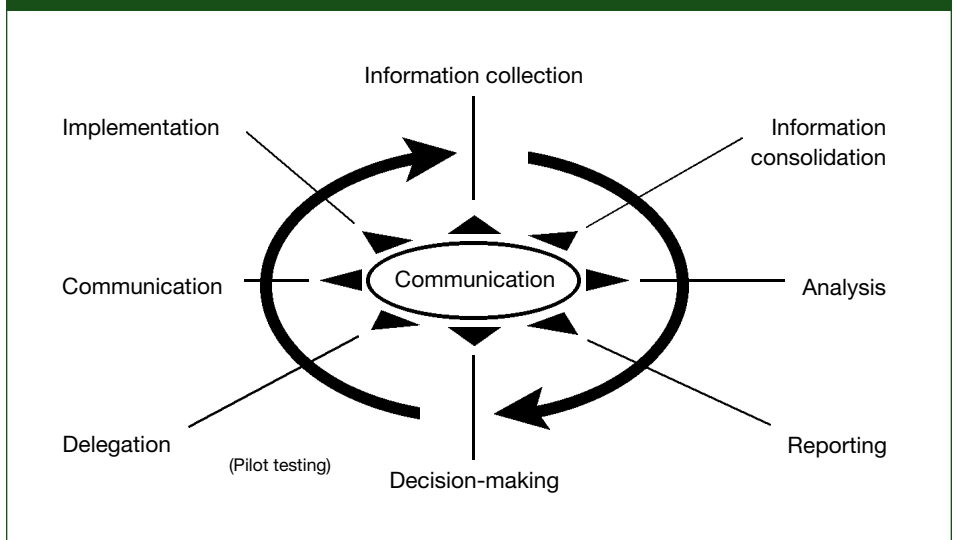 Information collection
Implementation
Information
consolidation
Communication
Communication
Analysis
Delegation
(Pilot testing)
Decision-making
Reporting